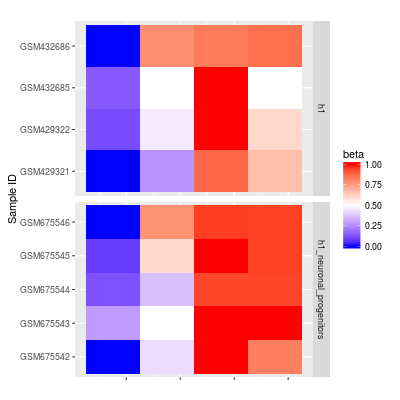 GSM432686
GSM432685
GSM429322
GSM429321
h1
GSM675546
GSM675545
GSM675544
GSM675543
GSM675542
h1_neuronal_progenitors
Sample ID
beta
1.00
0.75
0.50
0.25
0.00